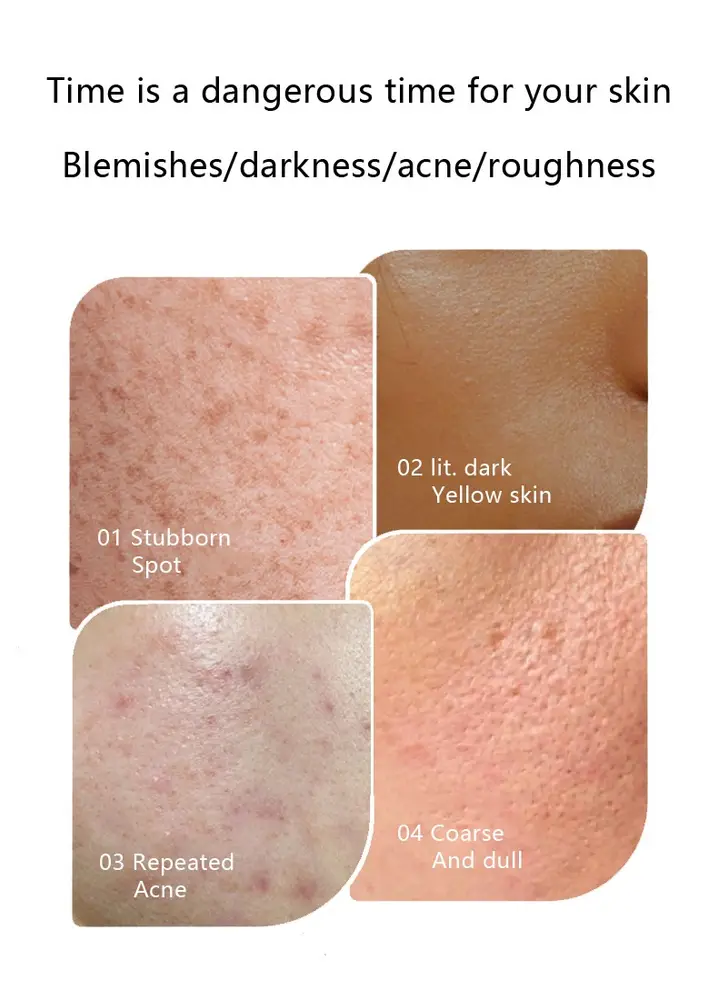 Time is a dangerous time for your skin
Blemishes/darkness/acne/roughness
01 Stubborn
Spot
02 lit. dark
Yellow skin
03 Repeated
Acne
04 Coarse
And dull